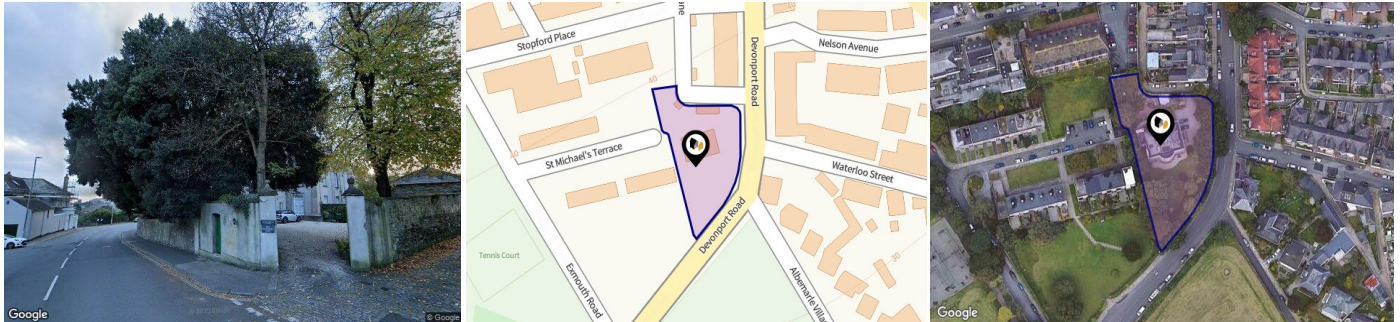 Google
© Google
ane
Stopford Place
Nelson Avenue
Devonport Road
40
40
St Michael's Terrace
Waterloo Street
Devonport Road
Tennis Court
Exmouth Road
Albemarle Villa
30
Google